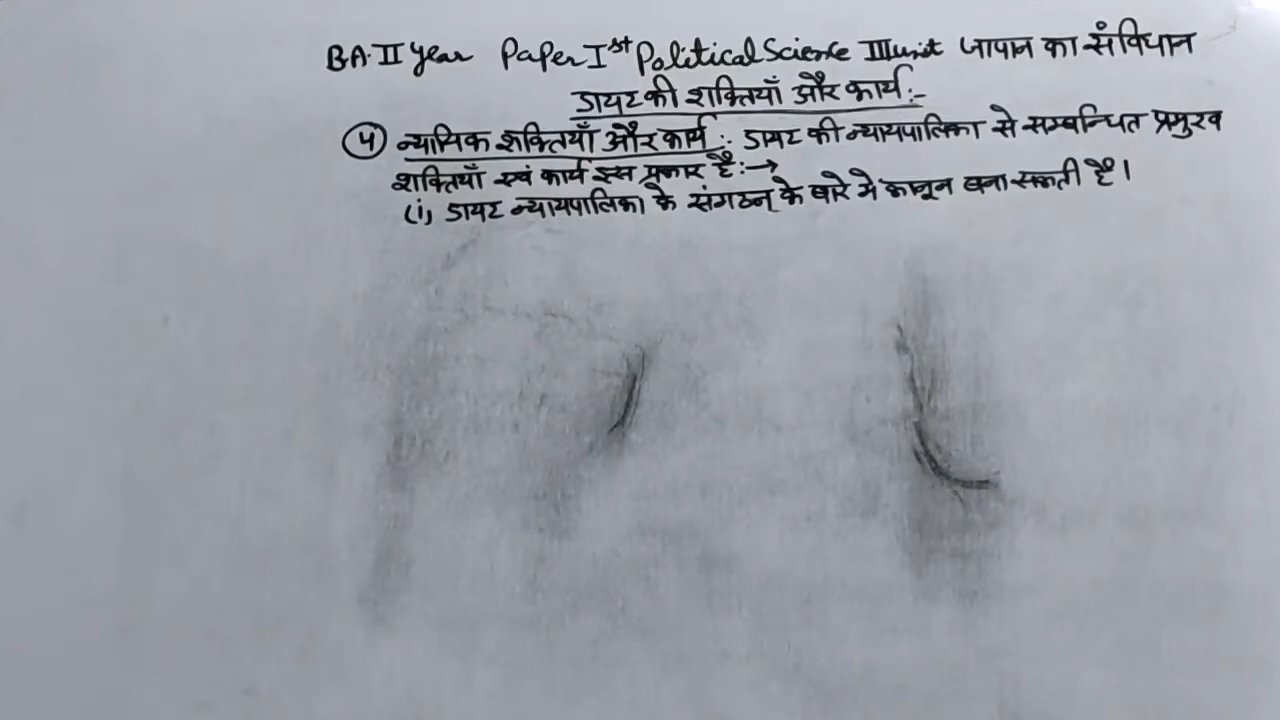 B.A. II year Paper Ist Political Science III unit जापान का संविधान
डायट की शक्तियाँ और कार्य:-
(4) न्यायिक शक्तियाँ और कार्य: डायट की न्यायपालिका से सम्बन्धित प्रमुख
शक्तियाँ एवं कार्य इस प्रकार है:→
(i) डायट न्यायपालिका के संगठन के बारे मे कानून बना सकती है।